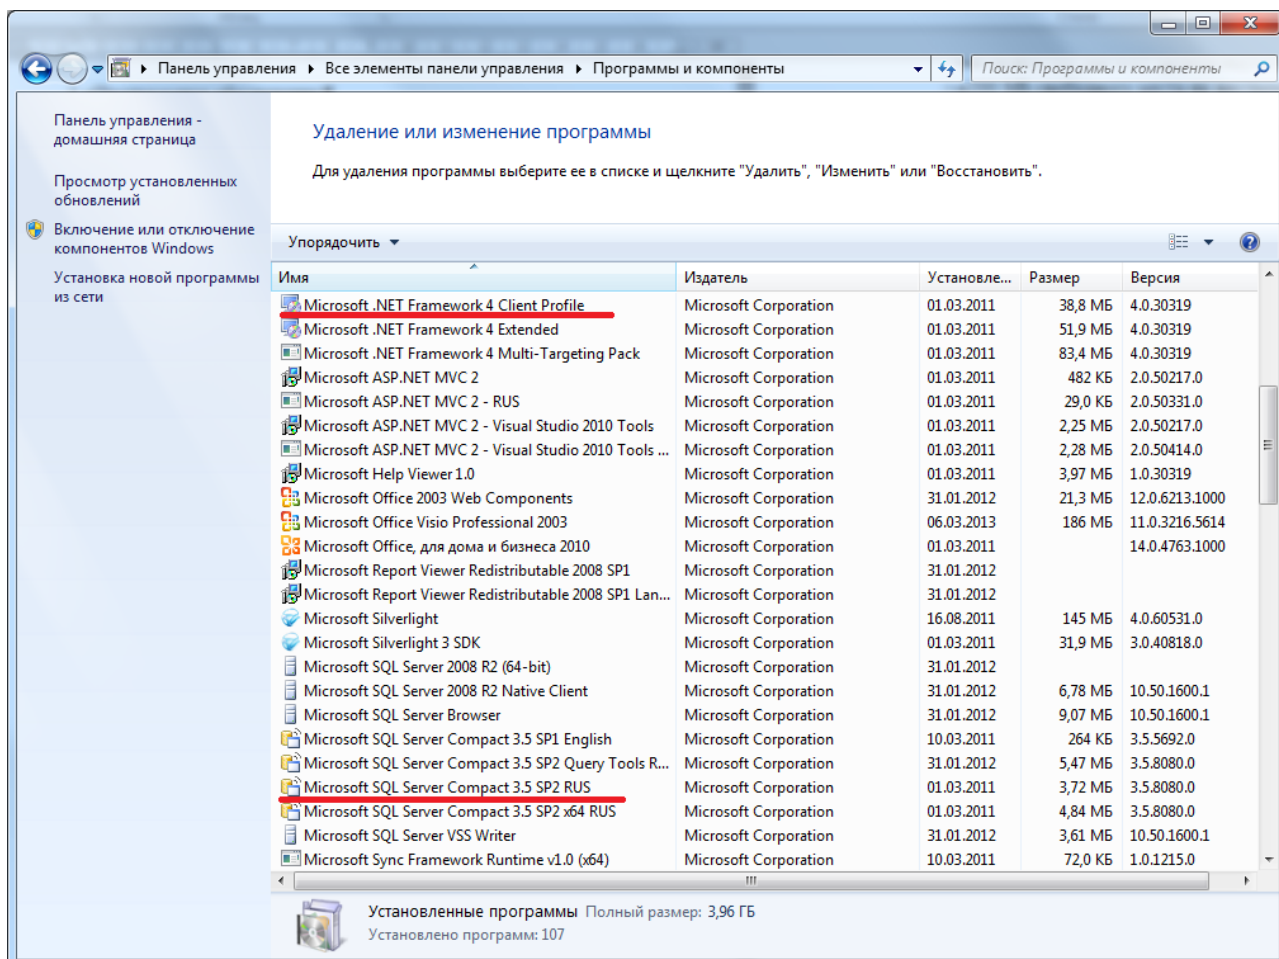 Панель управления ▸ Все элементы панели управления ▸ Программы и компоненты
Поиск: Программы и компоненты
Панель управления -
домашняя страница
Просмотр установленных
обновлений
Включение или отключение
компонентов Windows
Установка новой программы
из сети
Удаление или изменение программы
Для удаления программы выберите ее в списке и щелкните "Удалить", "Изменить" или "Восстановить".
Упорядочить
Имя Издатель Установле... Размер Версия
Microsoft .NET Framework 4 Client Profile Microsoft Corporation 01.03.2011 38,8 МБ 4.0.30319
Microsoft .NET Framework 4 Extended Microsoft Corporation 01.03.2011 51,9 МБ 4.0.30319
Microsoft .NET Framework 4 Multi-Targeting Pack Microsoft Corporation 01.03.2011 83,4 МБ 4.0.30319
Microsoft ASP.NET MVC 2 Microsoft Corporation 01.03.2011 482 КБ 2.0.50217.0
Microsoft ASP.NET MVC 2 - RUS Microsoft Corporation 01.03.2011 29,0 КБ 2.0.50331.0
Microsoft ASP.NET MVC 2 - Visual Studio 2010 Tools Microsoft Corporation 01.03.2011 2,25 МБ 2.0.50217.0
Microsoft ASP.NET MVC 2 - Visual Studio 2010 Tools ... Microsoft Corporation 01.03.2011 2,28 МБ 2.0.50414.0
Microsoft Help Viewer 1.0 Microsoft Corporation 01.03.2011 3,97 МБ 1.0.30319
Microsoft Office 2003 Web Components Microsoft Corporation 31.01.2012 21,3 МБ 12.0.6213.1000
Microsoft Office Visio Professional 2003 Microsoft Corporation 06.03.2013 186 МБ 11.0.3216.5614
Microsoft Office, для дома и бизнеса 2010 Microsoft Corporation 01.03.2011 14.0.4763.1000
Microsoft Report Viewer Redistributable 2008 SP1 Microsoft Corporation 31.01.2012
Microsoft Report Viewer Redistributable 2008 SP1 Lan... Microsoft Corporation 31.01.2012
Microsoft Silverlight Microsoft Corporation 16.08.2011 145 МБ 4.0.60531.0
Microsoft Silverlight 3 SDK Microsoft Corporation 01.03.2011 31,9 МБ 3.0.40818.0
Microsoft SQL Server 2008 R2 (64-bit) Microsoft Corporation 31.01.2012
Microsoft SQL Server 2008 R2 Native Client Microsoft Corporation 31.01.2012 6,78 МБ 10.50.1600.1
Microsoft SQL Server Browser Microsoft Corporation 31.01.2012 9,07 МБ 10.50.1600.1
Microsoft SQL Server Compact 3.5 SP1 English Microsoft Corporation 10.03.2011 264 КБ 3.5.5692.0
Microsoft SQL Server Compact 3.5 SP2 Query Tools R... Microsoft Corporation 31.01.2012 5,47 МБ 3.5.8080.0
Microsoft SQL Server Compact 3.5 SP2 RUS Microsoft Corporation 01.03.2011 3,72 МБ 3.5.8080.0
Microsoft SQL Server Compact 3.5 SP2 x64 RUS Microsoft Corporation 01.03.2011 4,84 МБ 3.5.8080.0
Microsoft SQL Server VSS Writer Microsoft Corporation 31.01.2012 3,61 МБ 10.50.1600.1
Microsoft Sync Framework Runtime v1.0 (x64) Microsoft Corporation 10.03.2011 72,0 КБ 1.0.1215.0
Установленные программы Полный размер: 3,96 ГБ
Установлено программ: 107